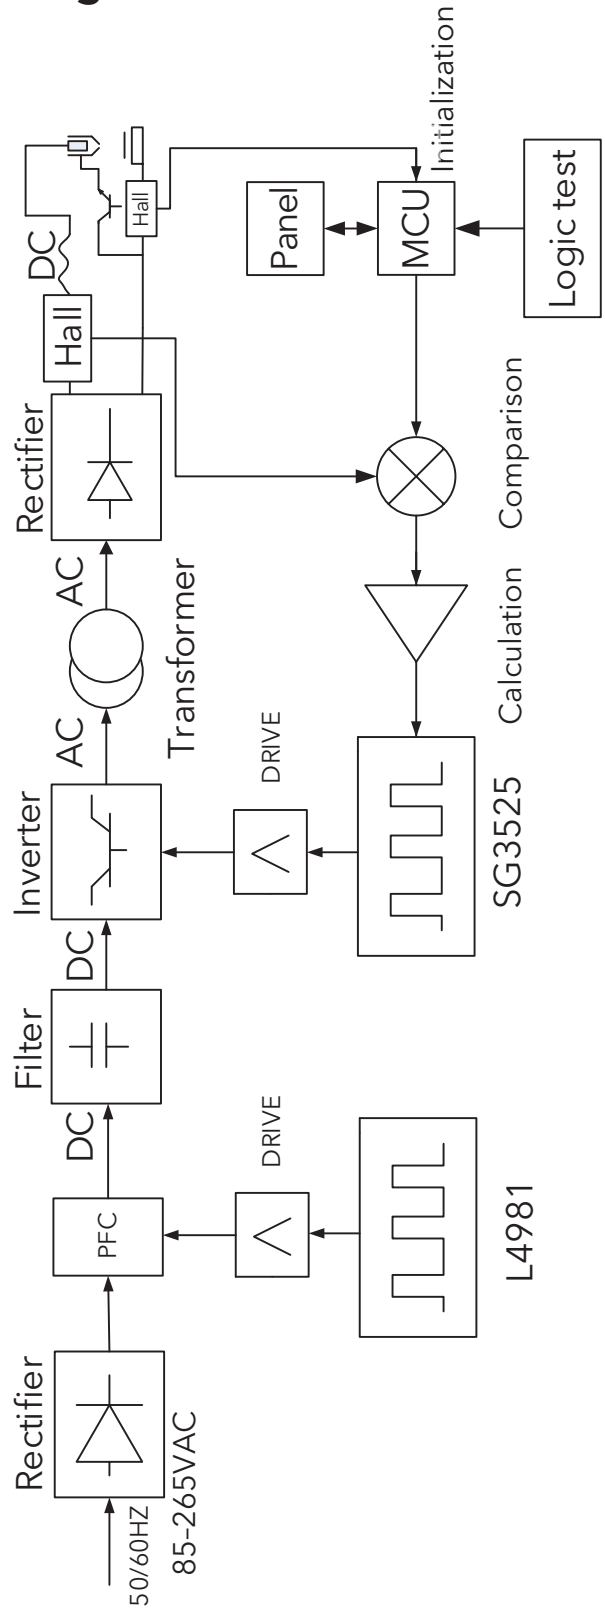 Rectifier
50/60HZ
85-265VAC
PFC
DRIVE
L4981
DC
Filter
DC
Inverter
DRIVE
SG3525
AC
Transformer
AC
Rectifier
Hall
DC
Hall
Panel
MCU
Initialization
Logic test
Comparison
Calculation